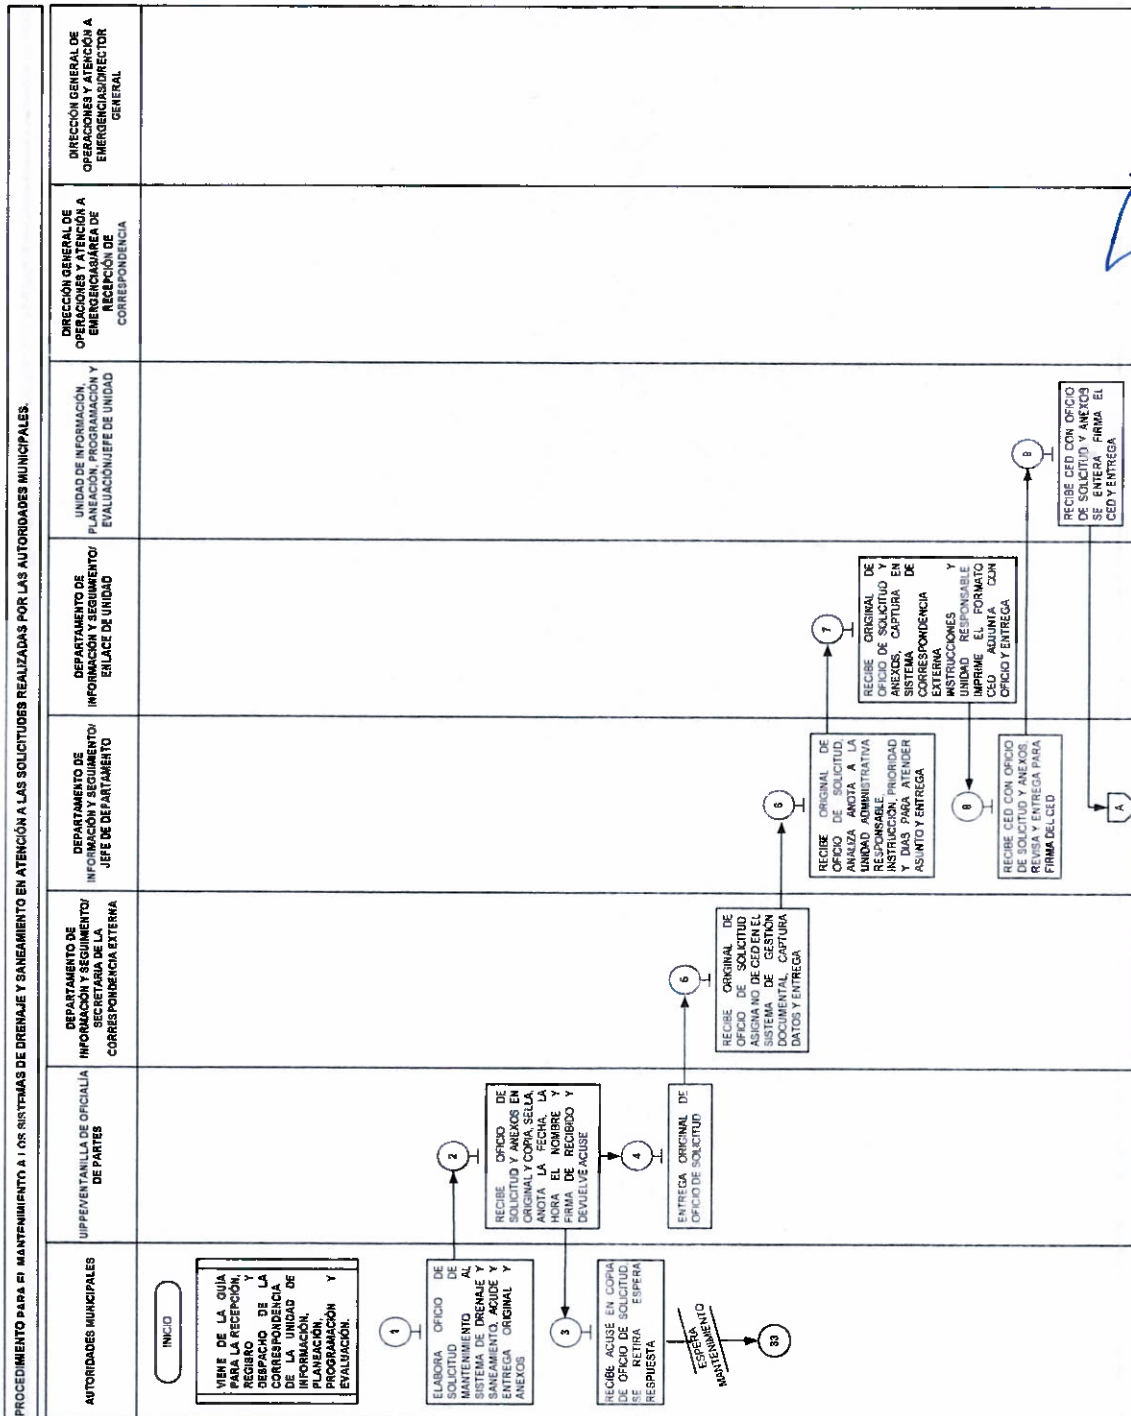 PROCEDIMIENTO PARA EL MANTENIMIENTO A LOS SISTEMAS DE DRENAJE Y SANEAMIENTO EN ATENCIÓN A LAS SOLICITUDES REALIZADAS POR LAS AUTORIDADES MUNICIPALES.
AUTORIDADES MUNICIPALES
UIPPE/VENTANILLA DE OFICIALÍA
DE PARTES
DEPARTAMENTO DE
INFORMACIÓN Y SEGUIMIENTO/
SECRETARIA DE LA
CORRESPONDENCIA EXTERNA
DEPARTAMENTO DE
INFORMACIÓN Y SEGUIMIENTO/
JEFE DE DEPARTAMENTO
DEPARTAMENTO DE
INFORMACIÓN Y SEGUIMIENTO/
ENLACE DE UNIDAD
UNIDAD DE INFORMACIÓN,
PLANEACIÓN, PROGRAMACIÓN Y
EVALUACIÓN/JEFE DE UNIDAD
DIRECCIÓN GENERAL DE
OPERACIONES Y ATENCIÓN A
EMERGENCIAS/ÁREA DE
RECEPCIÓN DE
CORRESPONDENCIA
DIRECCIÓN GENERAL DE
OPERACIONES Y ATENCIÓN A
EMERGENCIAS/DIRECTOR
GENERAL
INICIO
VIENE DE LA GUÍA
PARA LA RECEPCIÓN,
REGISRO Y
DESPACHO DE LA
CORRESPONDENCIA
DE LA UNIDAD DE
INFORMACIÓN,
PLANEACIÓN,
PROGRAMACIÓN Y
EVALUACIÓN.
1
ELABORA OFICIO DE
SOLICITUD DE
MANTENIMIENTO AL
SISTEMA DE DRENAJE Y
SANEAMIENTO, ACUDE Y
ENTREGA ORIGINAL Y
ANEXOS
2
RECIBE OFICIO DE
SOLICITUD Y ANEXOS EN
ORIGINAL Y COPIA, SELLA,
ANOTA LA FECHA, LA
HORA EL NOMBRE Y
FIRMA DE RECIBIDO Y
DEVUELVE ACUSE
3
RECIBE ACUSE EN COPIA
DE OFICIO DE SOLICITUD.
SE RETIRA ESPERA
RESPUESTA
ESPERA
MANTENIMIENTO
33
4
ENTREGA ORIGINAL DE
OFICIO DE SOLICITUD
RECIBE ORIGINAL DE
OFICIO DE SOLICITUD
ASIGNA NO DE CED EN EL
SISTEMA DE GESTIÓN
DOCUMENTAL, CAPTURA
DATOS Y ENTREGA
6
RECIBE ORIGINAL DE
OFICIO DE SOLICITUD,
ANALIZA ANOTA A LA
UNIDAD ADMINISTRATIVA
RESPONSABLE,
INSTRUCCIÓN, PRIORIDAD
Y DIAS PARA ATENDER
ASUNTO Y ENTREGA
7
RECIBE ORIGINAL DE
OFICIO DE SOLICITUD Y
ANEXOS, CAPTURA EN
SISTEMA DE
CORRESPONDENCIA
EXTERNA
INSTRUCCIONES Y
UNIDAD RESPONSABLE
IMPRIME EL FORMATO
CED ADJUNTA CON
OFICIO Y ENTREGA
8
RECIBE CED CON OFICIO
DE SOLICITUD Y ANEXOS,
REVISA Y ENTREGA PARA
FIRMA DEL CED
RECIBE CED CON OFICIO
DE SOLICITUD Y ANEXOS
SE ENTERA FIRMA EL
CED Y ENTREGA
A